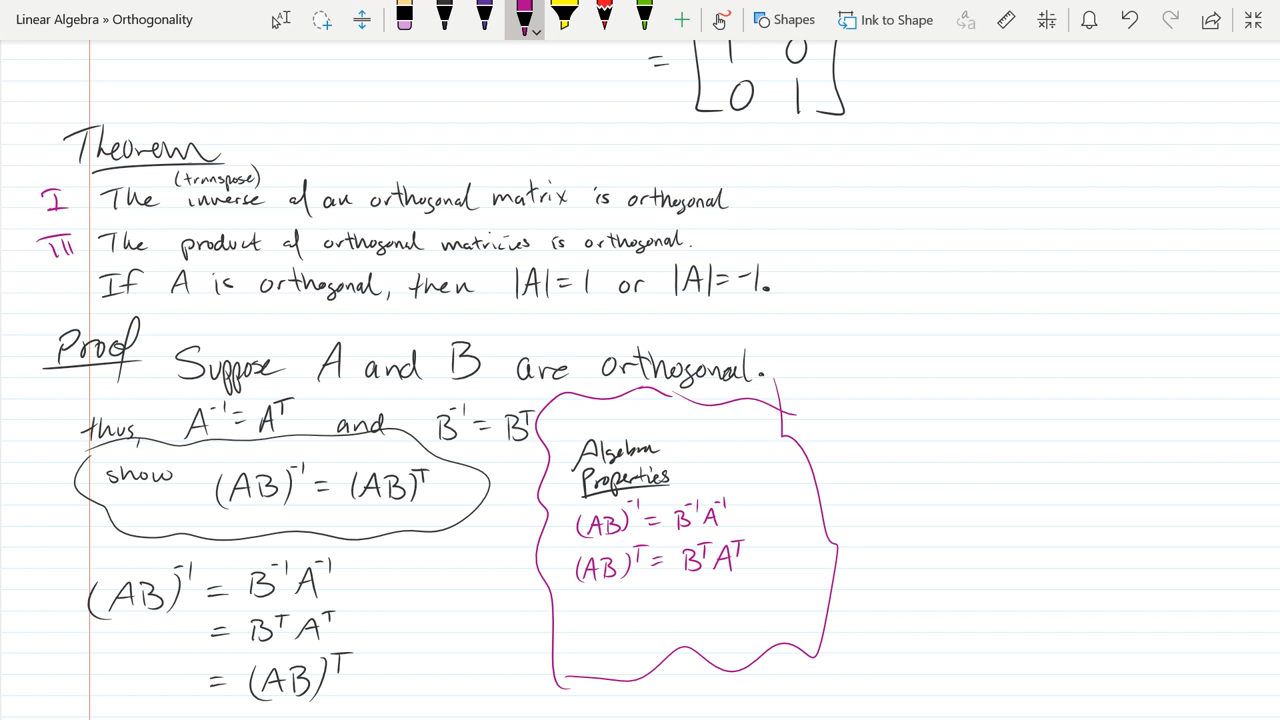 Linear Algebra » Orthogonality
Shapes
Ink to Shape
= [1 0
0 1]
Theorem
(transpose)
I The inverse of an orthogonal matrix is orthogonal
III The product of orthogonal matricies is orthogonal.
If A is orthogonal, then |A|=1 or |A|=-1.
Proof Suppose A and B are orthogonal.
thus, A⁻¹ = Aᵀ and B⁻¹ = Bᵀ
show (AB)⁻¹ = (AB)ᵀ
Algebra
Properties
(AB)⁻¹ = B⁻¹A⁻¹
(AB)ᵀ = BᵀAᵀ
(AB)⁻¹ = B⁻¹A⁻¹
= BᵀAᵀ
= (AB)ᵀ